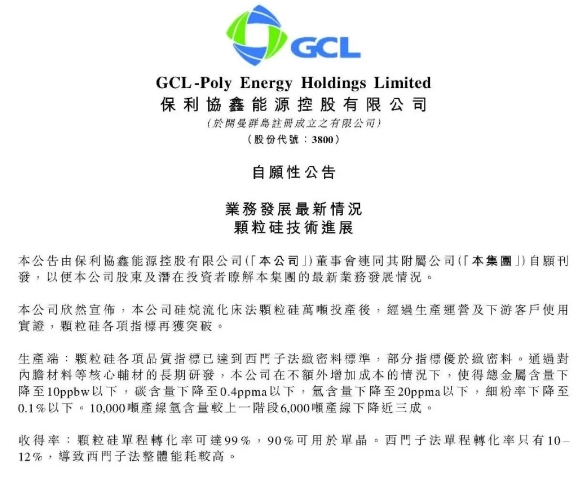 GCL
GCL-Poly Energy Holdings Limited
保利協鑫能源控股有限公司
(於開曼群島註冊成立之有限公司)
(股份代號：3800)
自願性公告
業務發展最新情況
顆粒硅技術進展
本公告由保利協鑫能源控股有限公司(「本公司」)董事會連同其附屬公司(「本集團」)自願刊
發，以便本公司股東及潛在投資者瞭解本集團的最新業務發展情況。
本公司欣然宣佈，本公司硅烷流化床法顆粒硅萬噸投產後，經過生產運營及下游客戶使用
實證，顆粒硅各項指標再獲突破。
生產端：顆粒硅各項品質指標已達到西門子法緻密料標準，部分指標優於緻密料。通過對
內膽材料等核心輔材的長期研發，本公司在不額外增加成本的情況下，使得總金屬含量下
降至10ppbw以下，碳含量下降至0.4ppma以下，氫含量下降至20ppma以下，細粉率下降至
0.1%以下。10,000噸產線氫含量較上一階段6,000噸產線下降近三成。
收得率：顆粒硅單程轉化率可達99%，90%可用於單晶。西門子法單程轉化率只有10–
12%，導致西門子法整體能耗較高。